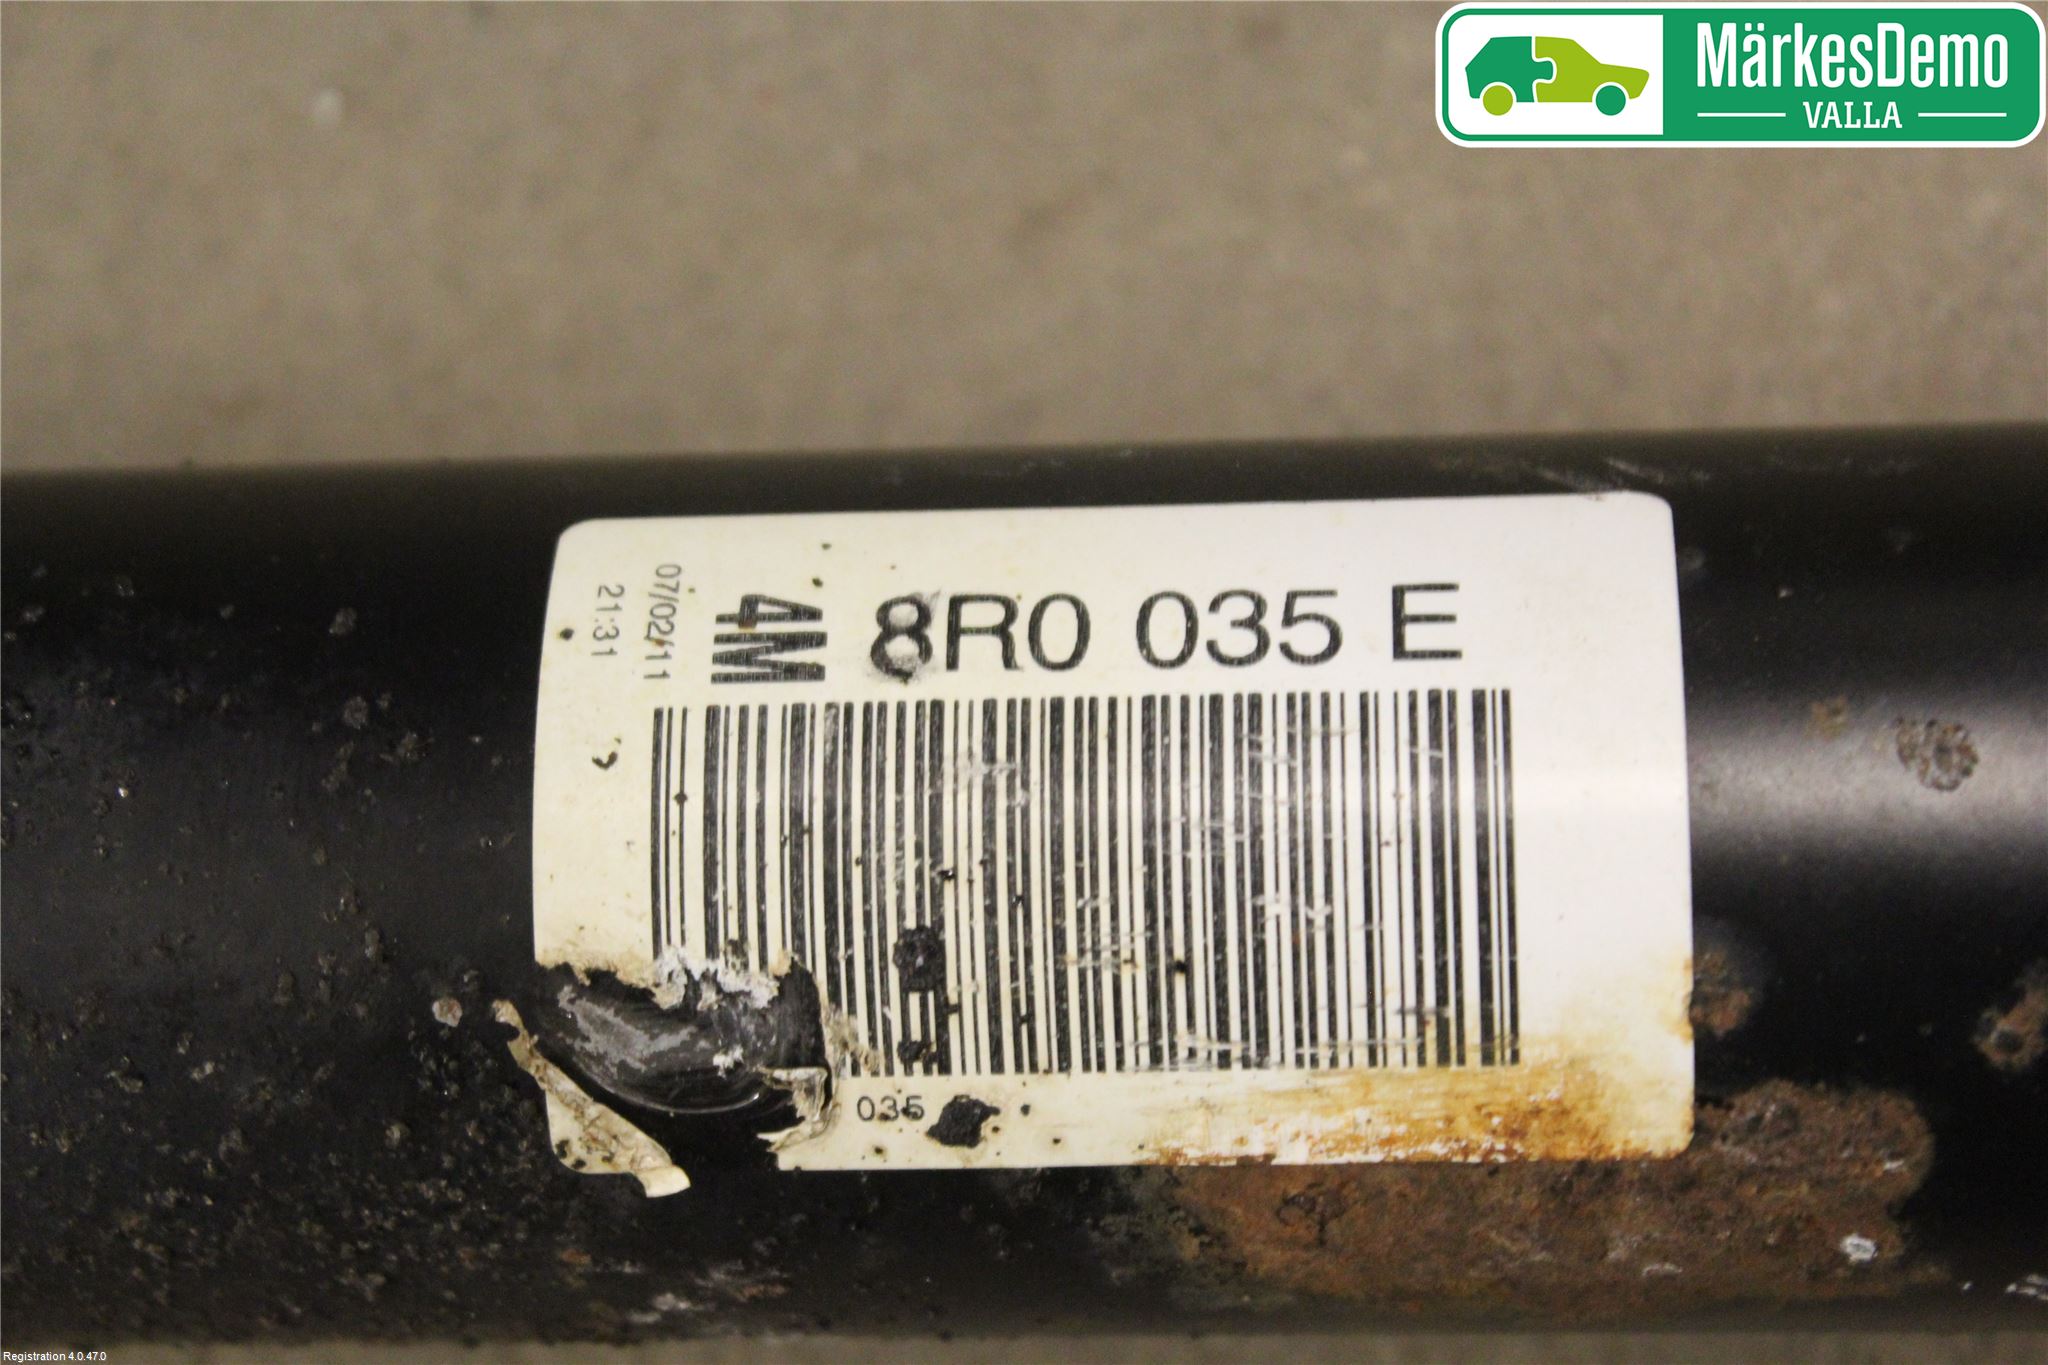 MärkesDemo
VALLA
07/02/11
21:31
4M
8R0 035 E
035
Registration 4.0.47.0